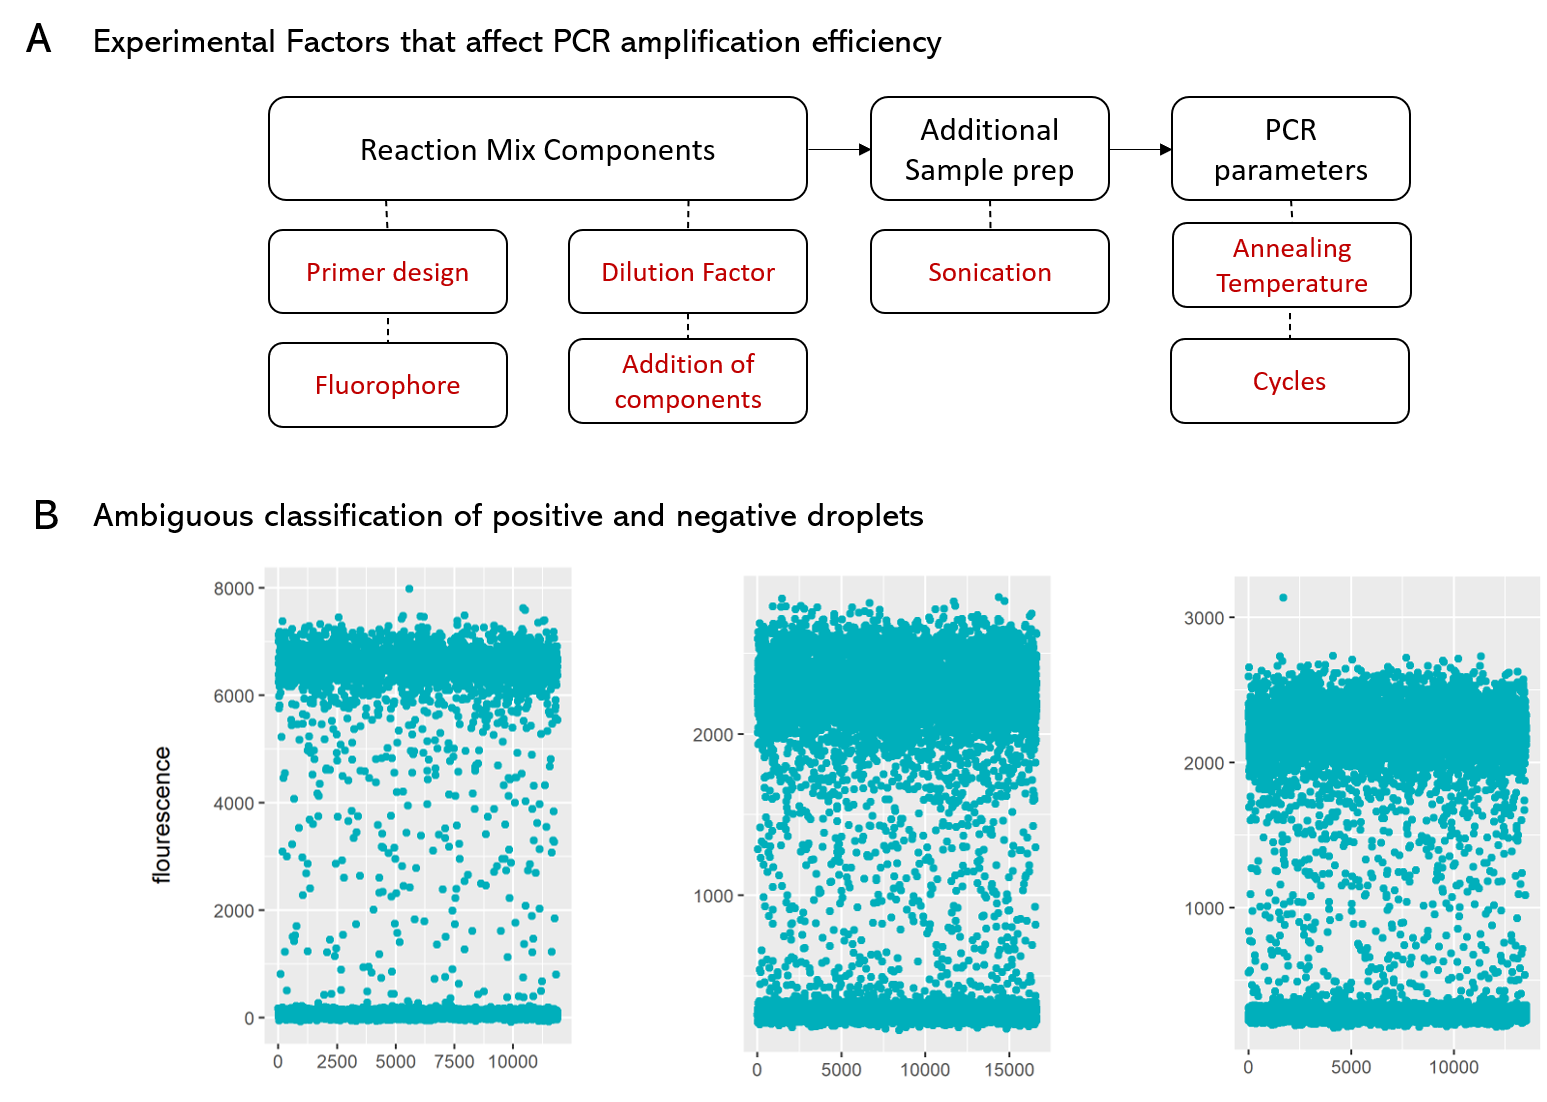 A Experimental Factors that affect PCR amplification efficiency
Reaction Mix Components
Additional
Sample prep
PCR
parameters
Primer design
Dilution Factor
Sonication
Annealing
Temperature
Fluorophore
Addition of
components
Cycles
B Ambiguous classification of positive and negative droplets
flourescence
8000
6000
4000
2000
0
0 2500 5000 7500 10000
2000
1000
0 5000 10000 15000
3000
2000
1000
0 5000 10000